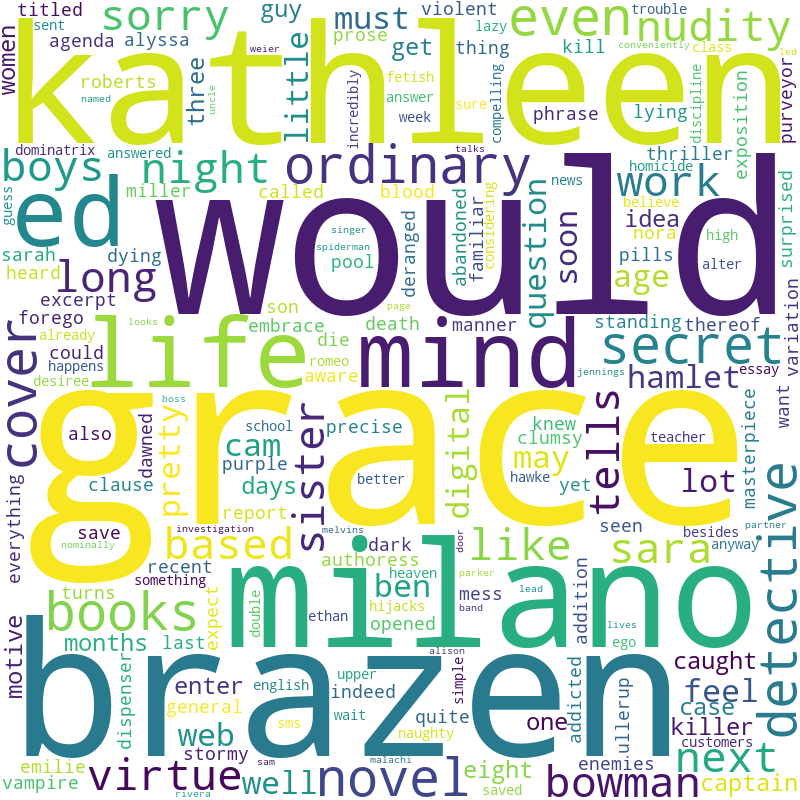 titled
sorry
guy
must
violent
even
trouble
nudity
sent
lazy
women
agenda
alyssa
little
weier
prose
get
thing
kill
conveniently
class
led
kathleen
roberts
three
named
uncle
incredibly
fetish
answer
week
sure
compelling
phrase
lying
discipline
exposition
purveyor
dominatrix
answered
talks
thriller
boys
night
ordinary
homicide
guess
miller
called
blood
considering
familiar
question
news
work
believe
surprised
ed
would
singer
spiderman
pool
deranged
abandoned
soon
idea
nora
high
alter
sarah
dying
heard
long
pills
age
excerpt
son
forego
embrace
death
manner
standing
thereof
variation
already
looks
page
could
life
die
mind
secret
happens
romeo
aware
desiree
jennings
hamlet
essay
cover
boss
want
grace
also
dawned
pretty
school
cam
purple
sister
precise
better
digital
knew
clumsy
may
hawke
yet
tells
teacher
lot
masterpiece
detective
everything
clause
days
report
save
investigation
melvins
door
seen
besides
partner
nominally
based
dark
like
sara
anyway
recent
something
authoress
heaven
parker
milano
turns
books
expect
double
ethan
ben
hijacks
opened
mess
band
lead
addition
lives
ego
months
last
motive
brazen
alison
simple
caught
dispenser
enter
upper
english
indeed
naughty
quite
one
addicted
ullerup
feel
case
general
killer
web
sms
wait
customers
stormy
sam
malachi
enemies
next
emilie
vampire
virtue
rivera
well
novel
eight
saved
bowman
captain